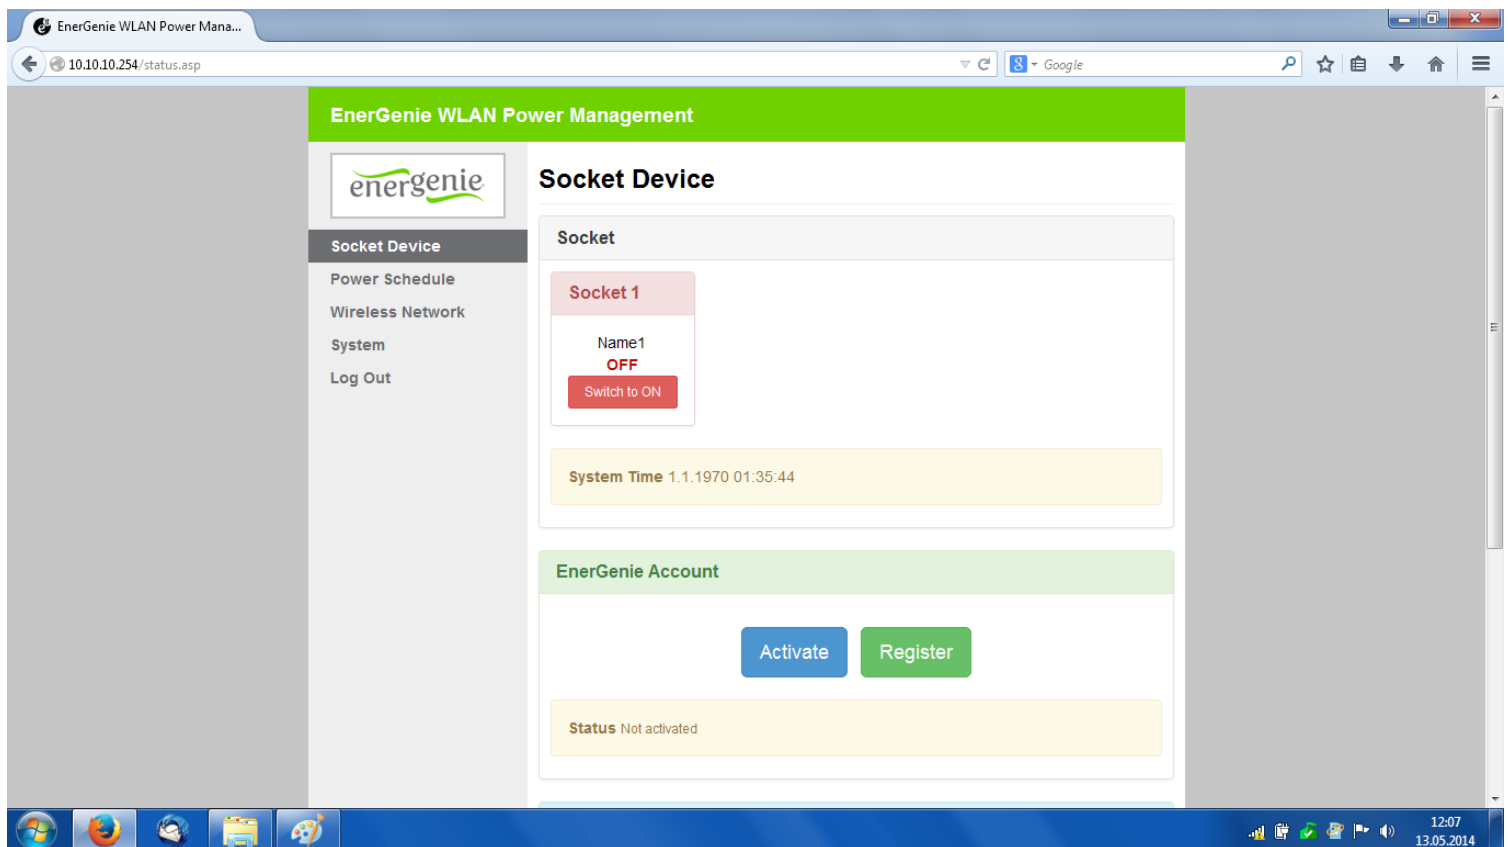 EnerGenie WLAN Power Mana...
10.10.10.254/status.asp
Google
EnerGenie WLAN Power Management
energenie
Socket Device
Power Schedule
Wireless Network
System
Log Out
Socket Device
Socket
Socket 1
Name1
OFF
Switch to ON
System Time 1.1.1970 01:35:44
EnerGenie Account
Activate
Register
Status Not activated
12:07
13.05.2014